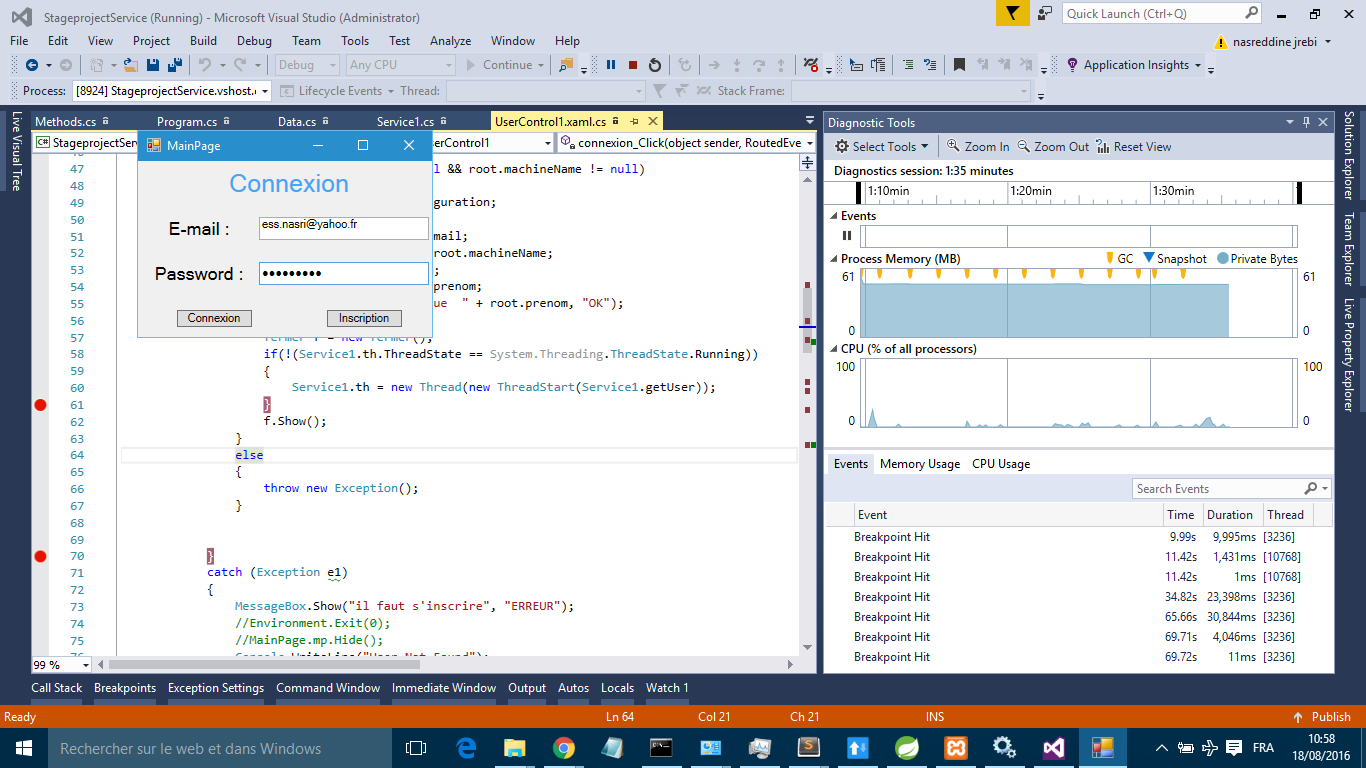 StageprojectService (Running) - Microsoft Visual Studio (Administrator)
Quick Launch (Ctrl+Q)
File Edit View Project Build Debug Team Tools Test Analyze Window Help
nasreddine jrebi
Debug Any CPU Continue Application Insights
Process: [8924] StageprojectService.vshost. Lifecycle Events Thread: Stack Frame:
Live Visual Tree
Methods.cs Program.cs Data.cs Service1.cs UserControl1.xaml.cs
C# StageprojectServ erControl1 connexion_Click(object sender, RoutedEve
MainPage
Connexion
E-mail : ess.nasri@yahoo.fr
Password : •••••••••
Connexion Inscription
47 l && root.machineName != null)
48
49 guration;
50
51 mail;
52 root.machineName;
53 ;
54 prenom;
55 ue " + root.prenom, "OK");
56
57
58 if(!(Service1.th.ThreadState == System.Threading.ThreadState.Running))
59 {
60 Service1.th = new Thread(new ThreadStart(Service1.getUser));
61 }
62 f.Show();
63 }
64 else
65 {
66 throw new Exception();
67 }
68
69
70 }
71 catch (Exception e1)
72 {
73 MessageBox.Show("il faut s'inscrire", "ERREUR");
74 //Environment.Exit(0);
75 //MainPage.mp.Hide();
76 Console.WriteLine("User Not Found");
99 %
Diagnostic Tools
Select Tools Zoom In Zoom Out Reset View
Diagnostics session: 1:35 minutes
1:10min 1:20min 1:30min
Events
Process Memory (MB) GC Snapshot Private Bytes
61 61
0 0
CPU (% of all processors)
100 100
0 0
Events Memory Usage CPU Usage
Search Events
Event Time Duration Thread
Breakpoint Hit 9.99s 9,995ms [3236]
Breakpoint Hit 11.42s 1,431ms [10768]
Breakpoint Hit 11.42s 1ms [10768]
Breakpoint Hit 34.82s 23,398ms [3236]
Breakpoint Hit 65.66s 30,844ms [3236]
Breakpoint Hit 69.71s 4,046ms [3236]
Breakpoint Hit 69.72s 11ms [3236]
Solution Explorer
Team Explorer
Live Property Explorer
Call Stack Breakpoints Exception Settings Command Window Immediate Window Output Autos Locals Watch 1
Ready Ln 64 Col 21 Ch 21 INS Publish
Rechercher sur le web et dans Windows
FRA
10:58
18/08/2016